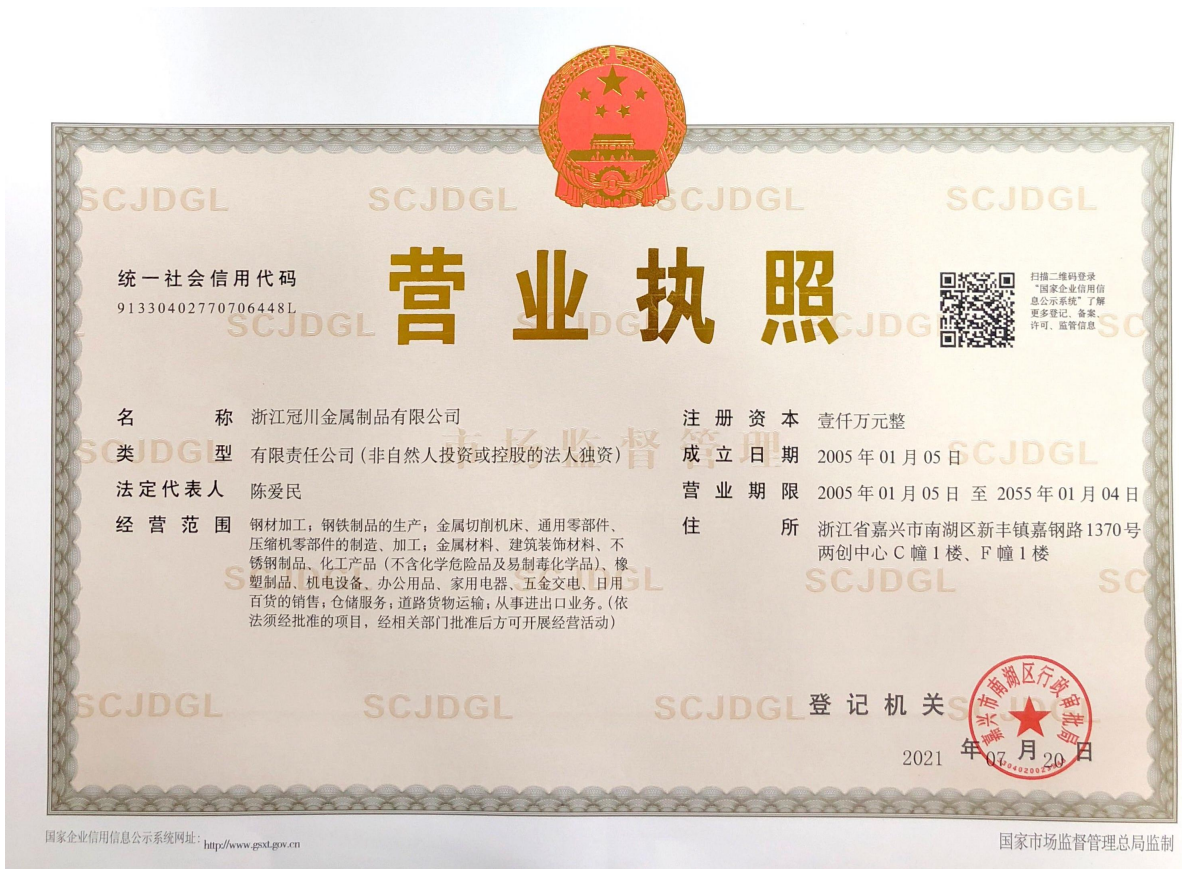 营业执照
统一社会信用代码
91330402770706448L
扫描二维码登录
“国家企业信用信
息公示系统”了解
更多登记、备案、
许可、监管信息
名称 浙江冠川金属制品有限公司
类型 有限责任公司(非自然人投资或控股的法人独资)
法定代表人 陈爱民
经营范围 钢材加工;钢铁制品的生产;金属切削机床、通用零部件、
压缩机零部件的制造、加工;金属材料、建筑装饰材料、不
锈钢制品、化工产品(不含化学危险品及易制毒化学品)、橡
塑制品、机电设备、办公用品、家用电器、五金交电、日用
百货的销售;仓储服务;道路货物运输;从事进出口业务。(依
法须经批准的项目,经相关部门批准后方可开展经营活动)
注册资本 壹仟万元整
成立日期 2005年01月05日
营业期限 2005年01月05日 至 2055年01月04日
住所 浙江省嘉兴市南湖区新丰镇嘉钢路1370号
两创中心C幢1楼、F幢1楼
登记机关
嘉兴市南湖区行政审批局
2021年07月20日
国家企业信用信息公示系统网址: http://www.gsxt.gov.cn
国家市场监督管理总局监制
SCJDGL
市场监督管理